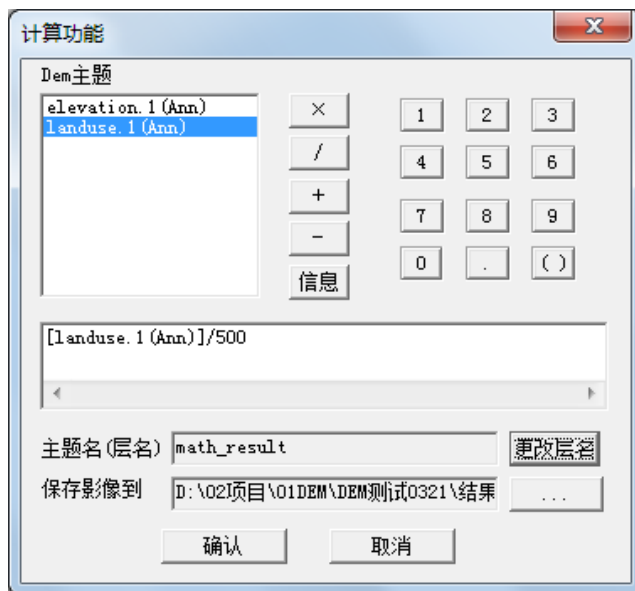 计算功能
Dem主题
elevation.1(Ann)
landuse.1(Ann)
×
/
+
-
信息
1 2 3
4 5 6
7 8 9
0 . ()
[landuse.1(Ann)]/500
主题名(层名) math_result 更改层名
保存影像到 D:\02I项目\01DEM\DEM测试0321\结果 ...
确认 取消